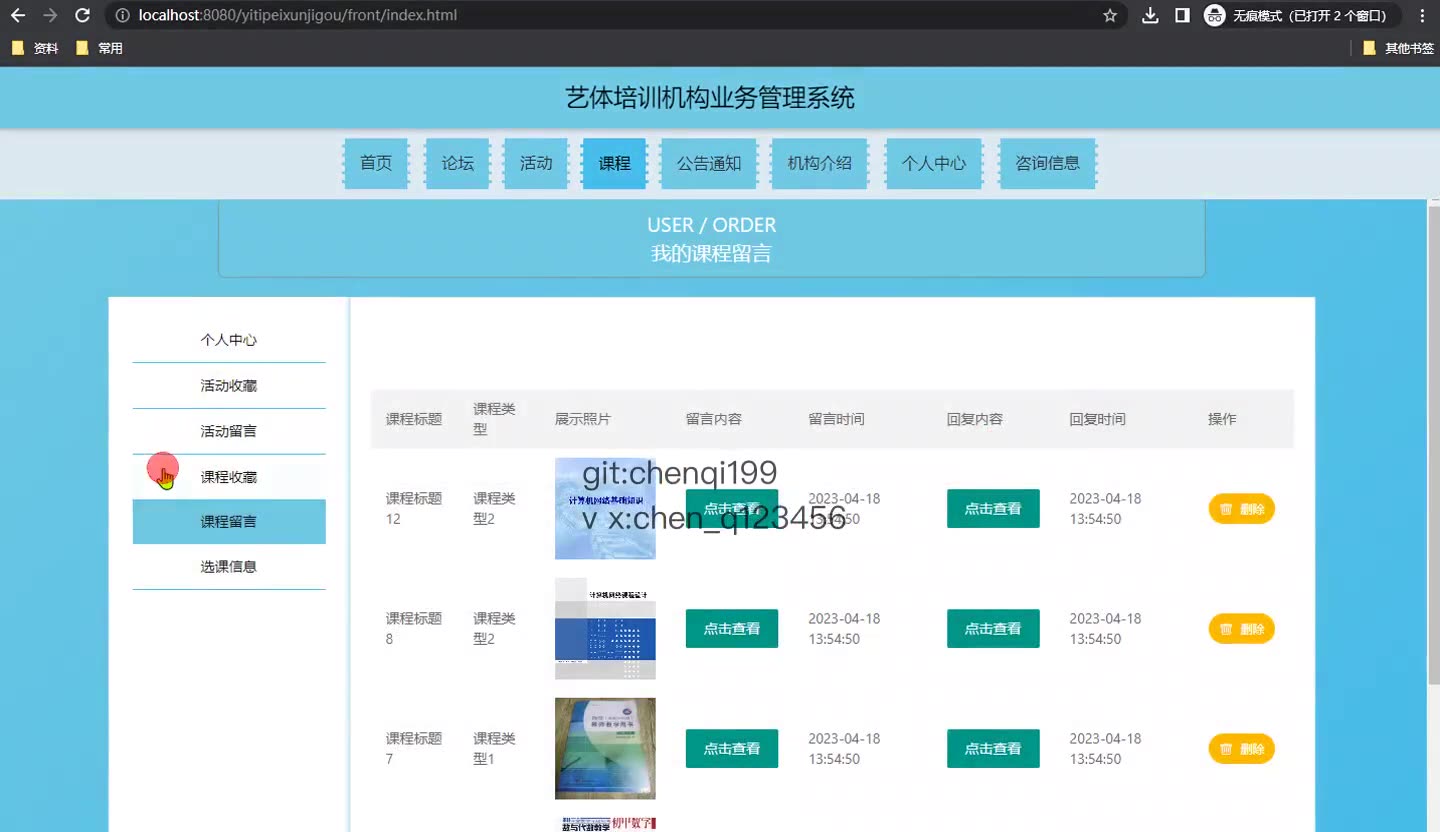 localhost:8080/yitipeixunjigou/front/index.html
无痕模式（已打开 2 个窗口）
资料
常用
其他书签
艺体培训机构业务管理系统
首页
论坛
活动
课程
公告通知
机构介绍
个人中心
咨询信息
USER / ORDER
我的课程留言
个人中心
活动收藏
活动留言
课程收藏
课程留言
选课信息
课程标题
课程类
型
展示照片
留言内容
留言时间
回复内容
回复时间
操作
课程标题
12
课程类
型2
计算机网络基础知识
git:chenqi199
v x:chen_q123456
点击查看
2023-04-18
13:54:50
点击查看
2023-04-18
13:54:50
删除
课程标题
8
课程类
型2
计算机网络课程设计
点击查看
2023-04-18
13:54:50
点击查看
2023-04-18
13:54:50
删除
课程标题
7
课程类
型1
教师教学用书
点击查看
2023-04-18
13:54:50
点击查看
2023-04-18
13:54:50
删除
数与代数教学
初中数学